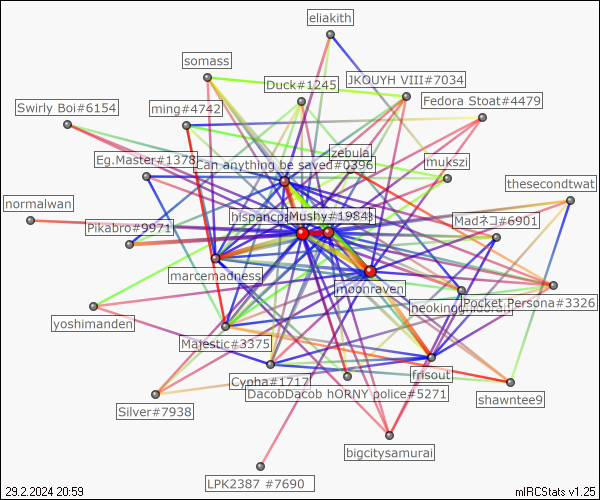 eliakith
somass
Duck#1245
JKOUYH VIII#7034
Swirly Boi#6154
ming#4742
Fedora Stoat#4479
zebula
Eg.Master#1378
Can anything be saved#0396
mukszi
thesecondtwat
normalwan
hispancpa
Mushy#1984
Madネコ#6901
Pikabro#9971
marcemadness
moonraven
Pocket Persona#3326
yoshimanden
Majestic#3375
Cypha#1717
frisout
DacobDacob hORNY police#5271
shawntee9
Silver#7938
bigcitysamurai
LPK2387 #7690
29.2.2024 20:59
mIRCStats v1.25